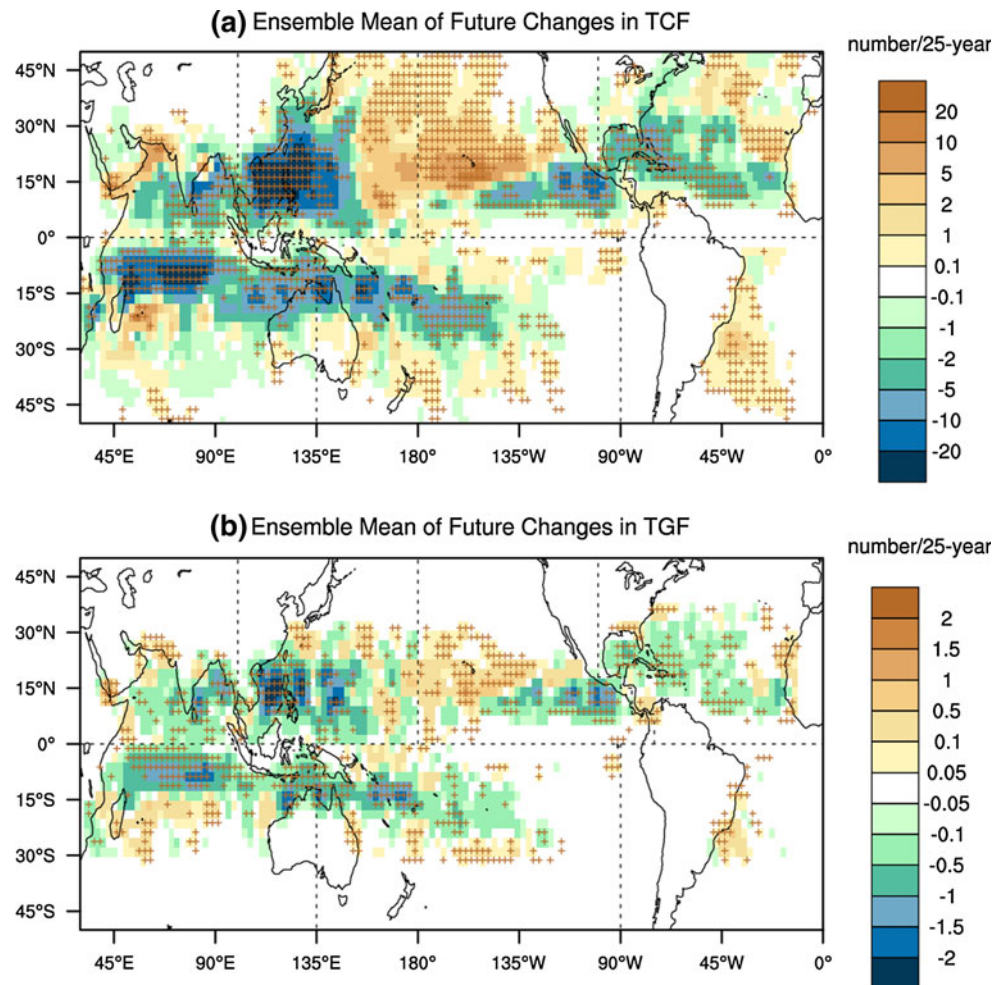 (a) Ensemble Mean of Future Changes in TCF
number/25-year
45°N
30°N
15°N
0°
15°S
30°S
45°S
45°E 90°E 135°E 180° 135°W 90°W 45°W 0°
20
10
5
2
1
0.1
-0.1
-1
-2
-5
-10
-20
(b) Ensemble Mean of Future Changes in TGF
number/25-year
45°N
30°N
15°N
0°
15°S
30°S
45°S
45°E 90°E 135°E 180° 135°W 90°W 45°W 0°
2
1.5
1
0.5
0.1
0.05
-0.05
-0.1
-0.5
-1
-1.5
-2